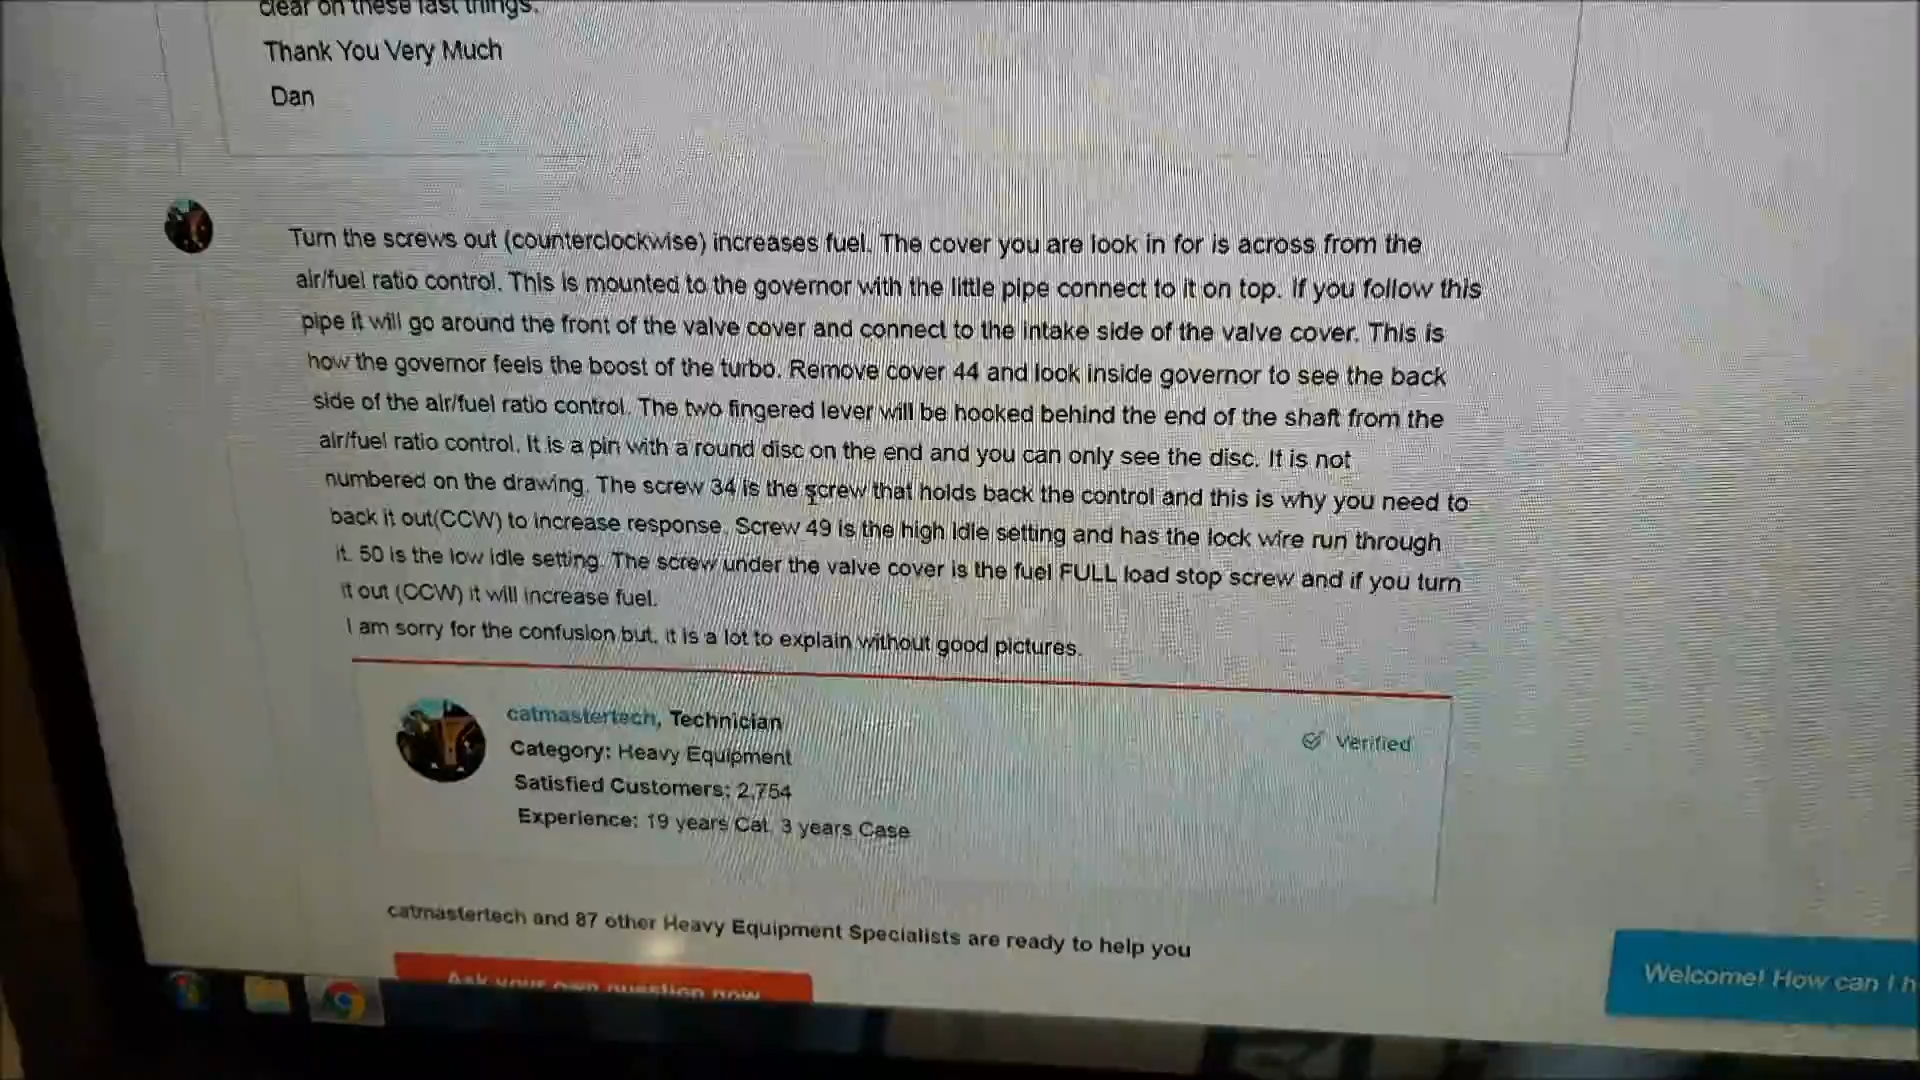 clear on these last things.
Thank You Very Much
Dan
Turn the screws out (counterclockwise) increases fuel. The cover you are look in for is across from the
air/fuel ratio control. This is mounted to the governor with the little pipe connect to it on top. If you follow this
pipe it will go around the front of the valve cover and connect to the intake side of the valve cover. This is
how the governor feels the boost of the turbo. Remove cover 44 and look inside governor to see the back
side of the air/fuel ratio control. The two fingered lever will be hooked behind the end of the shaft from the
air/fuel ratio control. It is a pin with a round disc on the end and you can only see the disc. It is not
numbered on the drawing. The screw 34 is the screw that holds back the control and this is why you need to
back it out(CCW) to increase response. Screw 49 is the high idle setting and has the lock wire run through
it. 50 is the low idle setting. The screw under the valve cover is the fuel FULL load stop screw and if you turn
it out (CCW) it will increase fuel.
I am sorry for the confusion but, it is a lot to explain without good pictures.
catmastertech, Technician
Verified
Category: Heavy Equipment
Satisfied Customers: 2,754
Experience: 19 years Cat, 3 years Case
catmastertech and 87 other Heavy Equipment Specialists are ready to help you
Ask your own question now
Welcome! How can I h